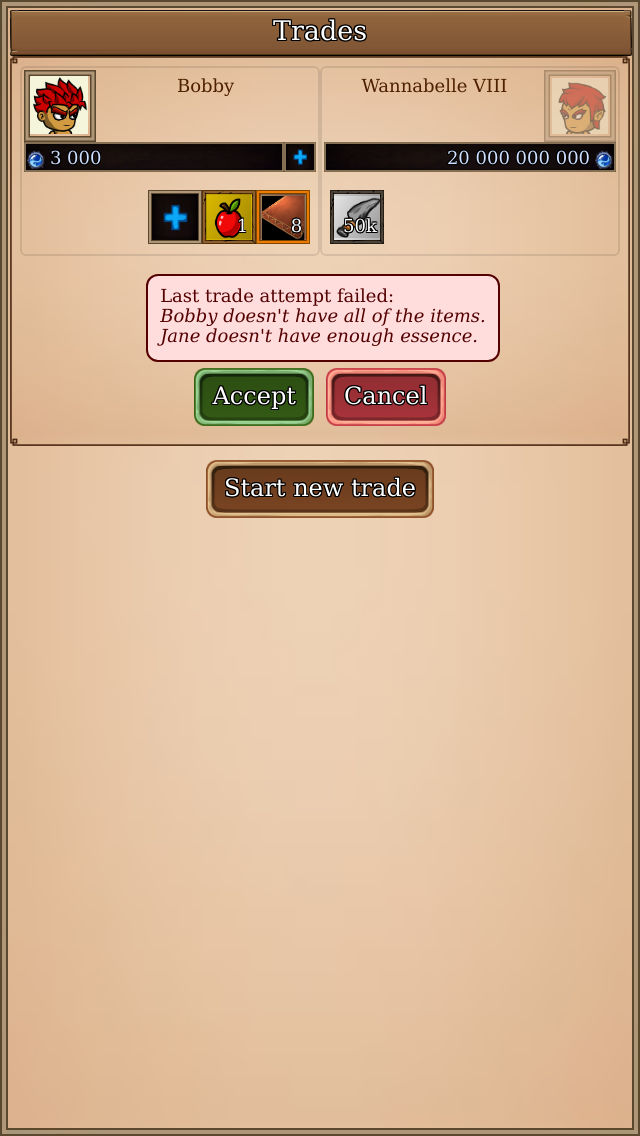 Trades
Bobby
Wannabelle VIII
3 000
20 000 000 000
1
8
50k
Last trade attempt failed:
Bobby doesn't have all of the items.
Jane doesn't have enough essence.
Accept
Cancel
Start new trade